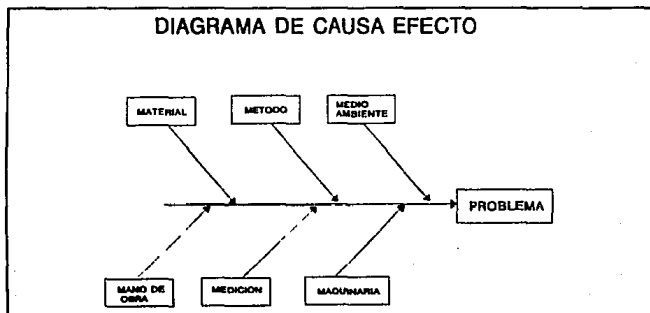 DIAGRAMA DE CAUSA EFECTO
MATERIAL
METODO
MEDIO
AMBIENTE
PROBLEMA
MANO DE
OBRA
MEDICION
MAQUINARIA